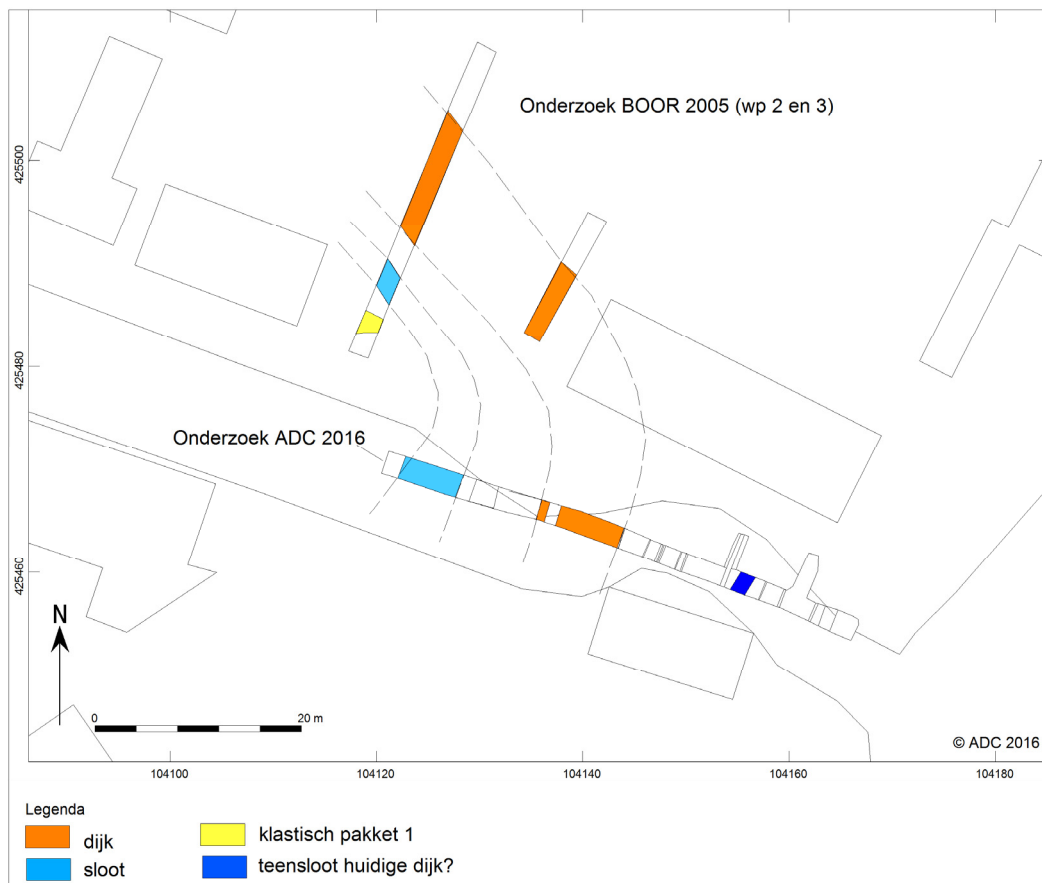 Onderzoek BOOR 2005 (wp 2 en 3)
425500
425480
Onderzoek ADC 2016
42546C
N
0 20 m
© ADC 2016
104100 104120 104140 104160 104180
Legenda
dijk
klastisch pakket 1
sloot
teensloot huidige dijk?